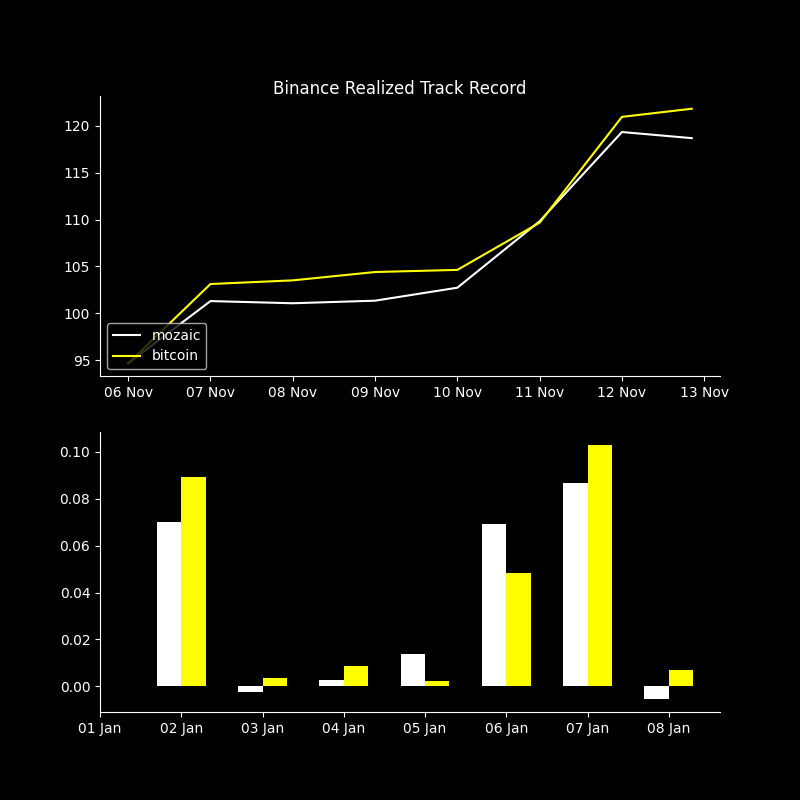 Binance Realized Track Record
120
115
110
105
100
95
mozaic
bitcoin
06 Nov 07 Nov 08 Nov 09 Nov 10 Nov 11 Nov 12 Nov 13 Nov
0.10
0.08
0.06
0.04
0.02
0.00
01 Jan 02 Jan 03 Jan 04 Jan 05 Jan 06 Jan 07 Jan 08 Jan